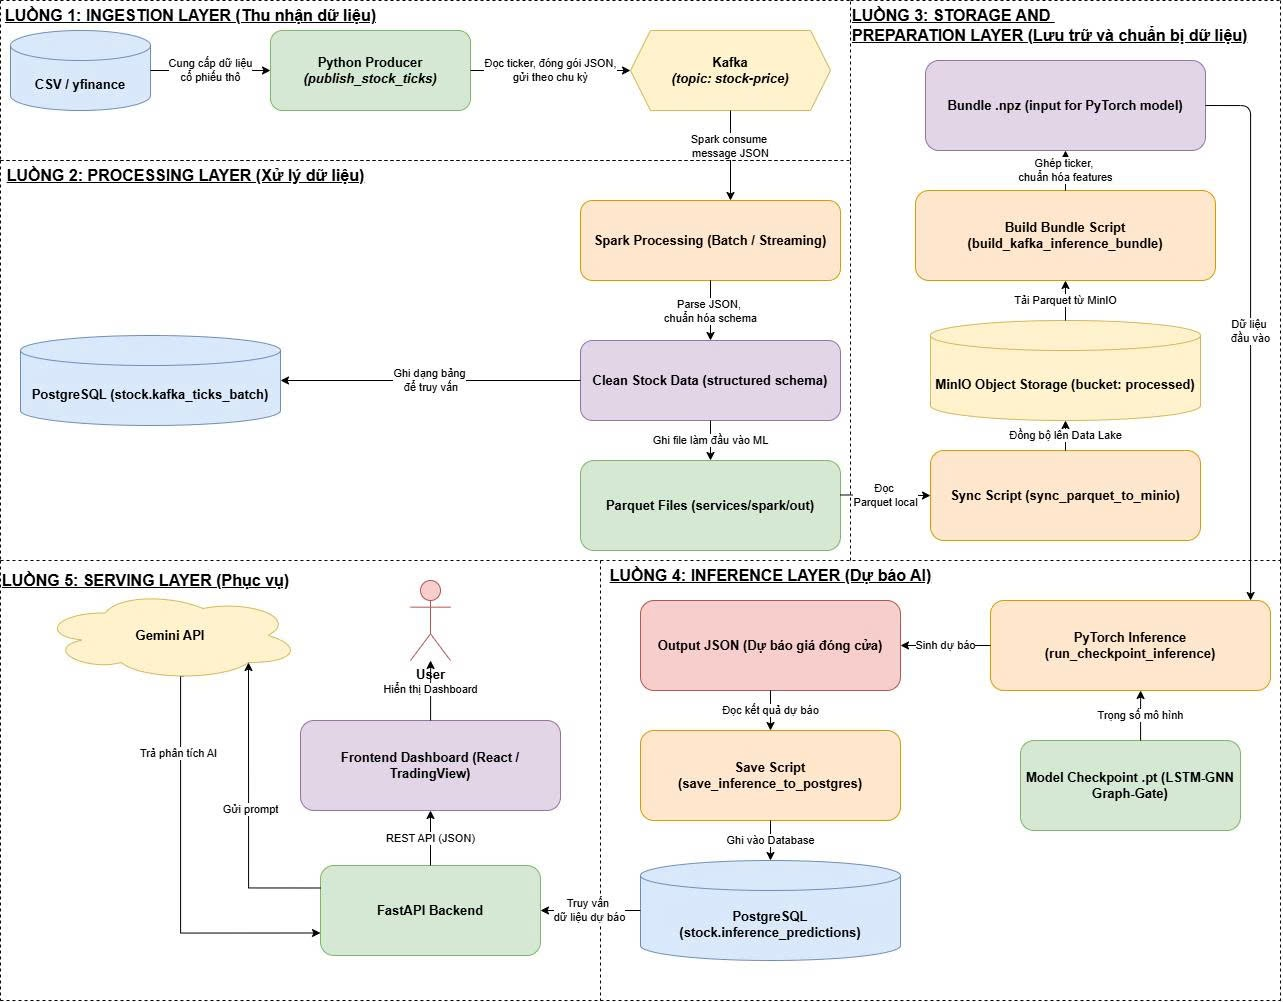 LUỒNG 1: INGESTION LAYER (Thu nhận dữ liệu)
CSV / yfinance
Cung cấp dữ liệu
cổ phiếu thô
Python Producer
(publish_stock_ticks)
Đọc ticker, đóng gói JSON,
gửi theo chu kỳ
Kafka
(topic: stock-price)
Spark consume
message JSON
LUỒNG 2: PROCESSING LAYER (Xử lý dữ liệu)
Spark Processing (Batch / Streaming)
Parse JSON,
chuẩn hóa schema
Clean Stock Data (structured schema)
Ghi dạng bảng
để truy vấn
PostgreSQL (stock.kafka_ticks_batch)
Ghi file làm đầu vào ML
Parquet Files (services/spark/out)
Đọc
Parquet local
LUỒNG 3: STORAGE AND
PREPARATION LAYER (Lưu trữ và chuẩn bị dữ liệu)
Bundle .npz (input for PyTorch model)
Ghép ticker,
chuẩn hóa features
Build Bundle Script
(build_kafka_inference_bundle)
Tải Parquet từ MinIO
MinIO Object Storage (bucket: processed)
Đồng bộ lên Data Lake
Sync Script (sync_parquet_to_minio)
Dữ liệu
đầu vào
LUỒNG 4: INFERENCE LAYER (Dự báo AI)
Output JSON (Dự báo giá đóng cửa)
Sinh dự báo
PyTorch Inference
(run_checkpoint_inference)
Trọng số mô hình
Model Checkpoint .pt (LSTM-GNN
Graph-Gate)
Đọc kết quả dự báo
Save Script
(save_inference_to_postgres)
Ghi vào Database
PostgreSQL
(stock.inference_predictions)
Truy vấn
dữ liệu dự báo
LUỒNG 5: SERVING LAYER (Phục vụ)
Gemini API
User
Hiển thị Dashboard
Frontend Dashboard (React /
TradingView)
Trả phân tích AI
Gửi prompt
REST API (JSON)
FastAPI Backend